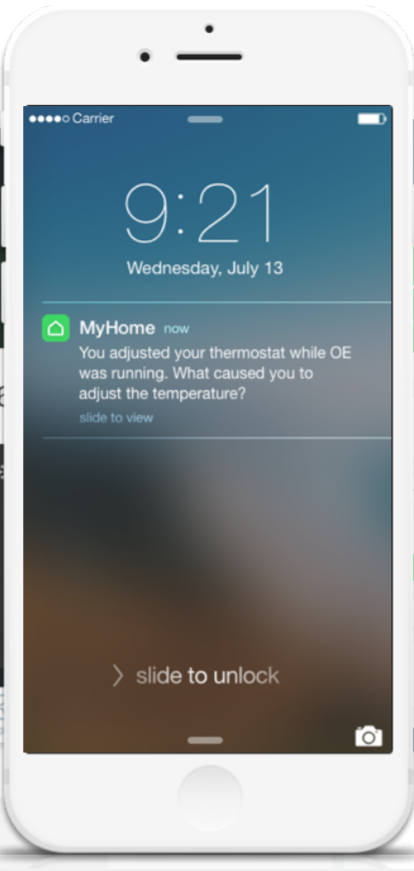 Carrier
9:21
Wednesday, July 13
MyHome now
You adjusted your thermostat while OE
was running. What caused you to
adjust the temperature?
slide to view
slide to unlock